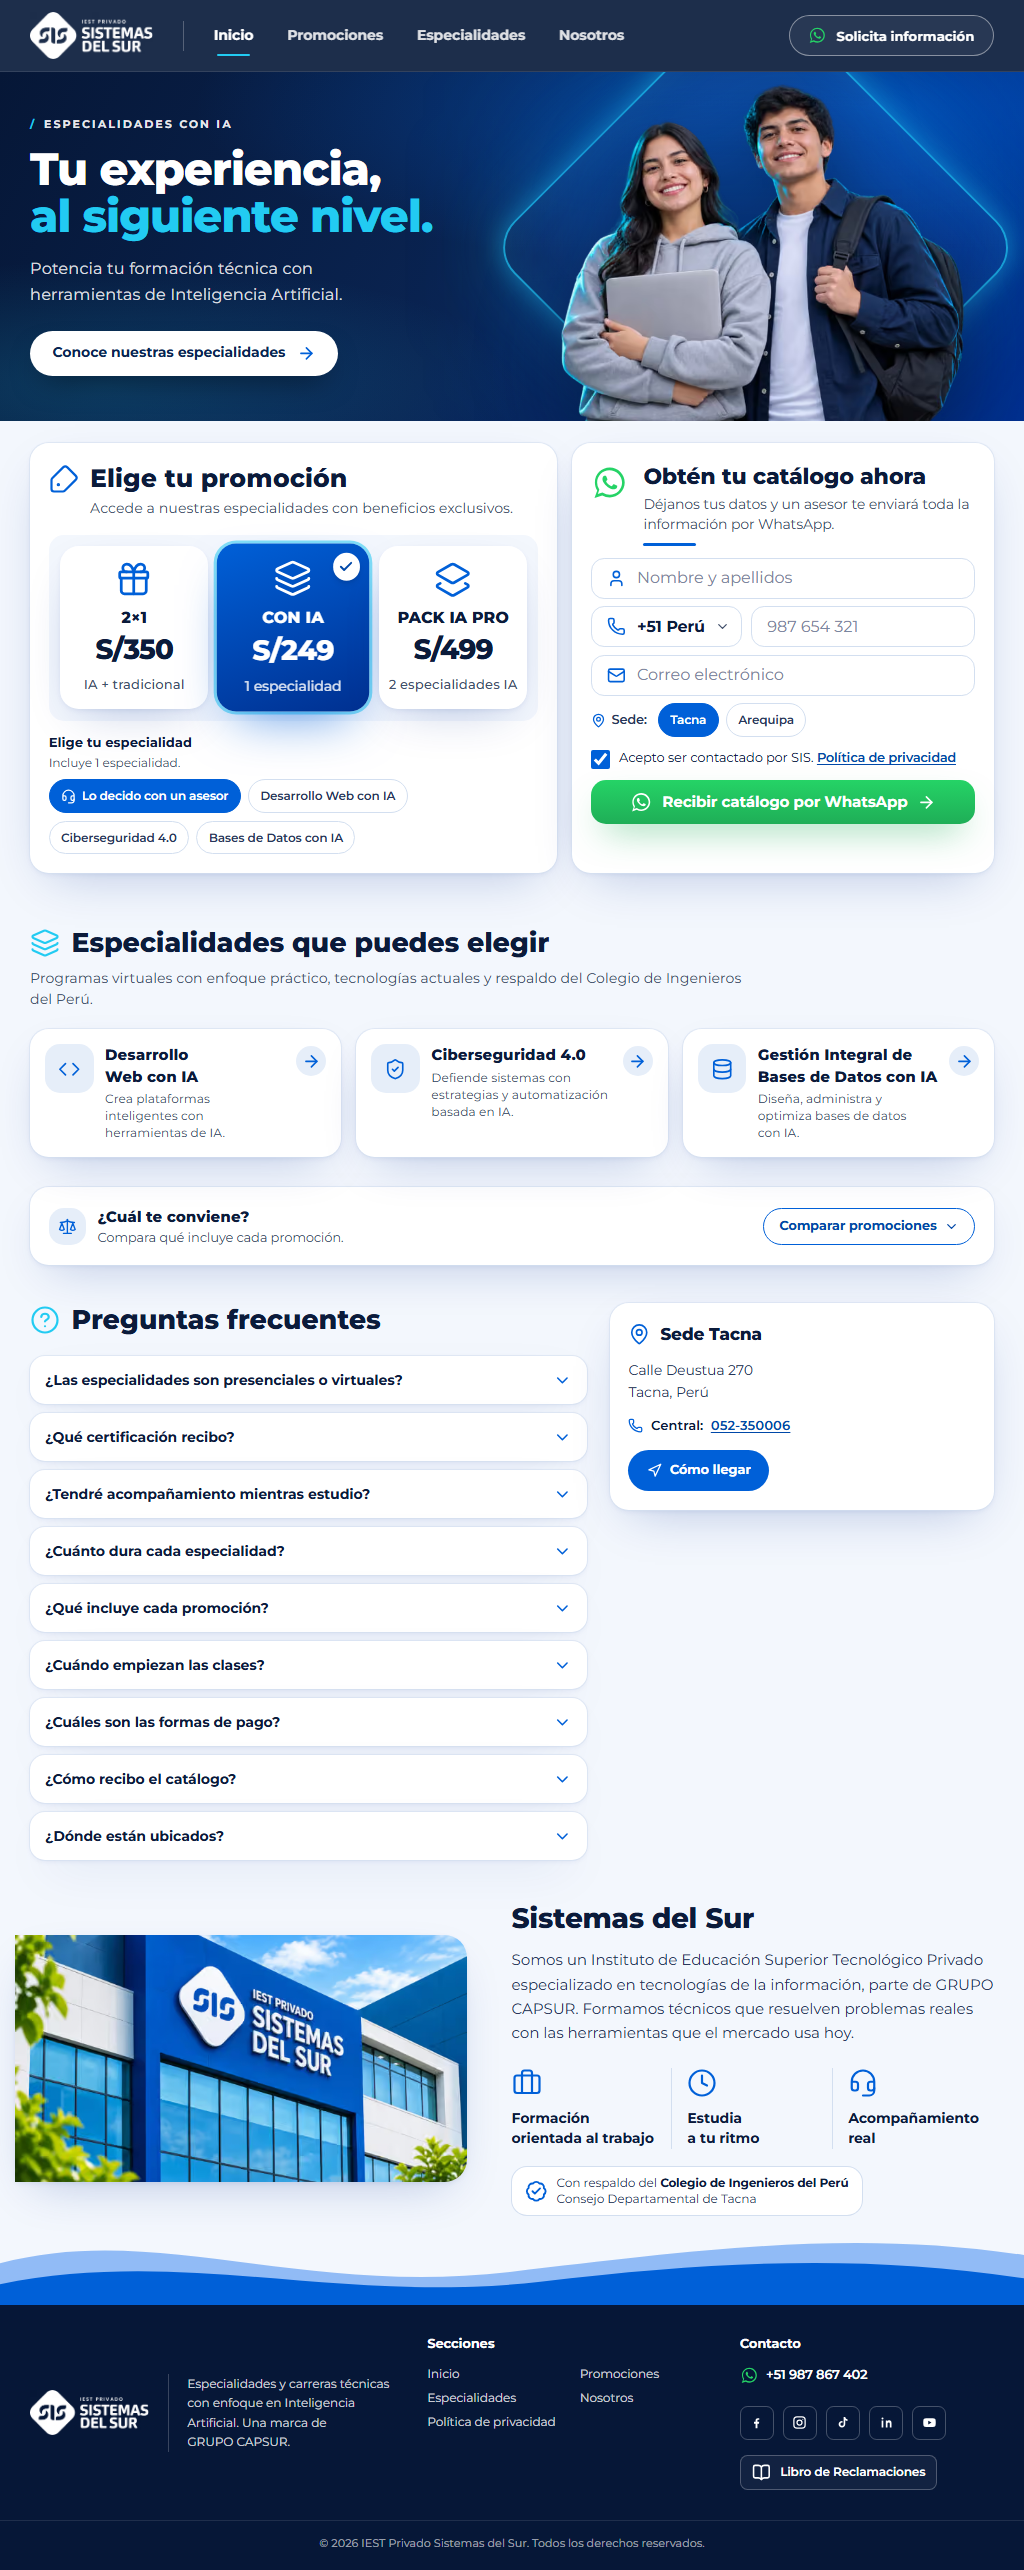 IEST PRIVADO
SIS SISTEMAS
DEL SUR
Inicio
Promociones
Especialidades
Nosotros
Solicita información
/ ESPECIALIDADES CON IA
Tu experiencia,
al siguiente nivel.
Potencia tu formación técnica con
herramientas de Inteligencia Artificial.
Conoce nuestras especialidades
Elige tu promoción
Accede a nuestras especialidades con beneficios exclusivos.
2×1
S/350
IA + tradicional
CON IA
S/249
1 especialidad
PACK IA PRO
S/499
2 especialidades IA
Elige tu especialidad
Incluye 1 especialidad.
Lo decido con un asesor
Desarrollo Web con IA
Ciberseguridad 4.0
Bases de Datos con IA
Obtén tu catálogo ahora
Déjanos tus datos y un asesor te enviará toda la
información por WhatsApp.
Nombre y apellidos
+51 Perú
987 654 321
Correo electrónico
Sede:
Tacna
Arequipa
Acepto ser contactado por SIS. Política de privacidad
Recibir catálogo por WhatsApp
Especialidades que puedes elegir
Programas virtuales con enfoque práctico, tecnologías actuales y respaldo del Colegio de Ingenieros
del Perú.
Desarrollo
Web con IA
Crea plataformas
inteligentes con
herramientas de IA.
Ciberseguridad 4.0
Defiende sistemas con
estrategias y automatización
basada en IA.
Gestión Integral de
Bases de Datos con IA
Diseña, administra y
optimiza bases de datos
con IA.
¿Cuál te conviene?
Compara qué incluye cada promoción.
Comparar promociones
Preguntas frecuentes
¿Las especialidades son presenciales o virtuales?
¿Qué certificación recibo?
¿Tendré acompañamiento mientras estudio?
¿Cuánto dura cada especialidad?
¿Qué incluye cada promoción?
¿Cuándo empiezan las clases?
¿Cuáles son las formas de pago?
¿Cómo recibo el catálogo?
¿Dónde están ubicados?
Sede Tacna
Calle Deustua 270
Tacna, Perú
Central: 052-350006
Cómo llegar
SIS IEST PRIVADO
SISTEMAS
DEL SUR
Sistemas del Sur
Somos un Instituto de Educación Superior Tecnológico Privado
especializado en tecnologías de la información, parte de GRUPO
CAPSUR. Formamos técnicos que resuelven problemas reales
con las herramientas que el mercado usa hoy.
Formación
orientada al trabajo
Estudia
a tu ritmo
Acompañamiento
real
Con respaldo del Colegio de Ingenieros del Perú
Consejo Departamental de Tacna
IEST PRIVADO
SIS SISTEMAS
DEL SUR
Especialidades y carreras técnicas
con enfoque en Inteligencia
Artificial. Una marca de
GRUPO CAPSUR.
Secciones
Inicio
Promociones
Especialidades
Nosotros
Política de privacidad
Contacto
+51 987 867 402
Libro de Reclamaciones
© 2026 IEST Privado Sistemas del Sur. Todos los derechos reservados.